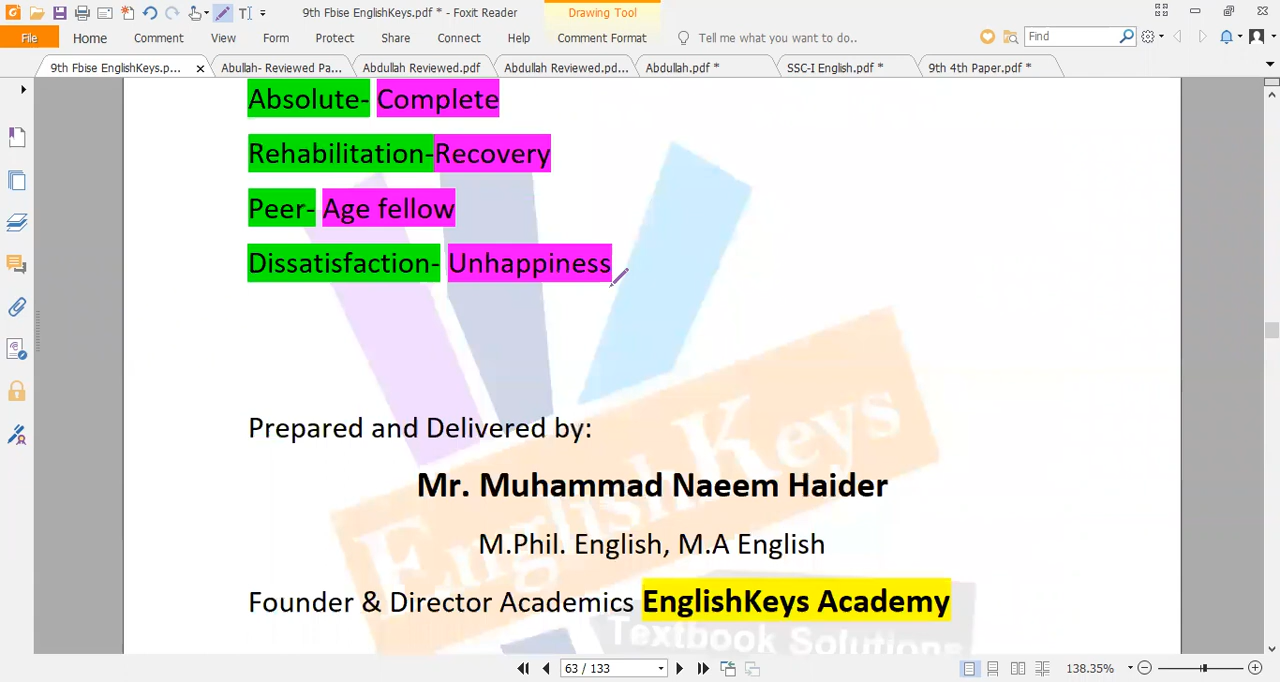 9th Fbise EnglishKeys.pdf * - Foxit Reader
Drawing Tool
File
Home
Comment
View
Form
Protect
Share
Connect
Help
Comment Format
Tell me what you want to do..
Find
9th Fbise EnglishKeys.p...
Abullah- Reviewed Pa...
Abdullah Reviewed.pdf
Abdullah Reviewed.pd...
Abdullah.pdf *
SSC-I English.pdf *
9th 4th Paper.pdf *
Absolute- Complete
Rehabilitation-Recovery
Peer- Age fellow
Dissatisfaction- Unhappiness
Prepared and Delivered by:
Mr. Muhammad Naeem Haider
M.Phil. English, M.A English
Founder & Director Academics EnglishKeys Academy
EnglishKeys
Textbook Solutions
63 / 133
138.35%